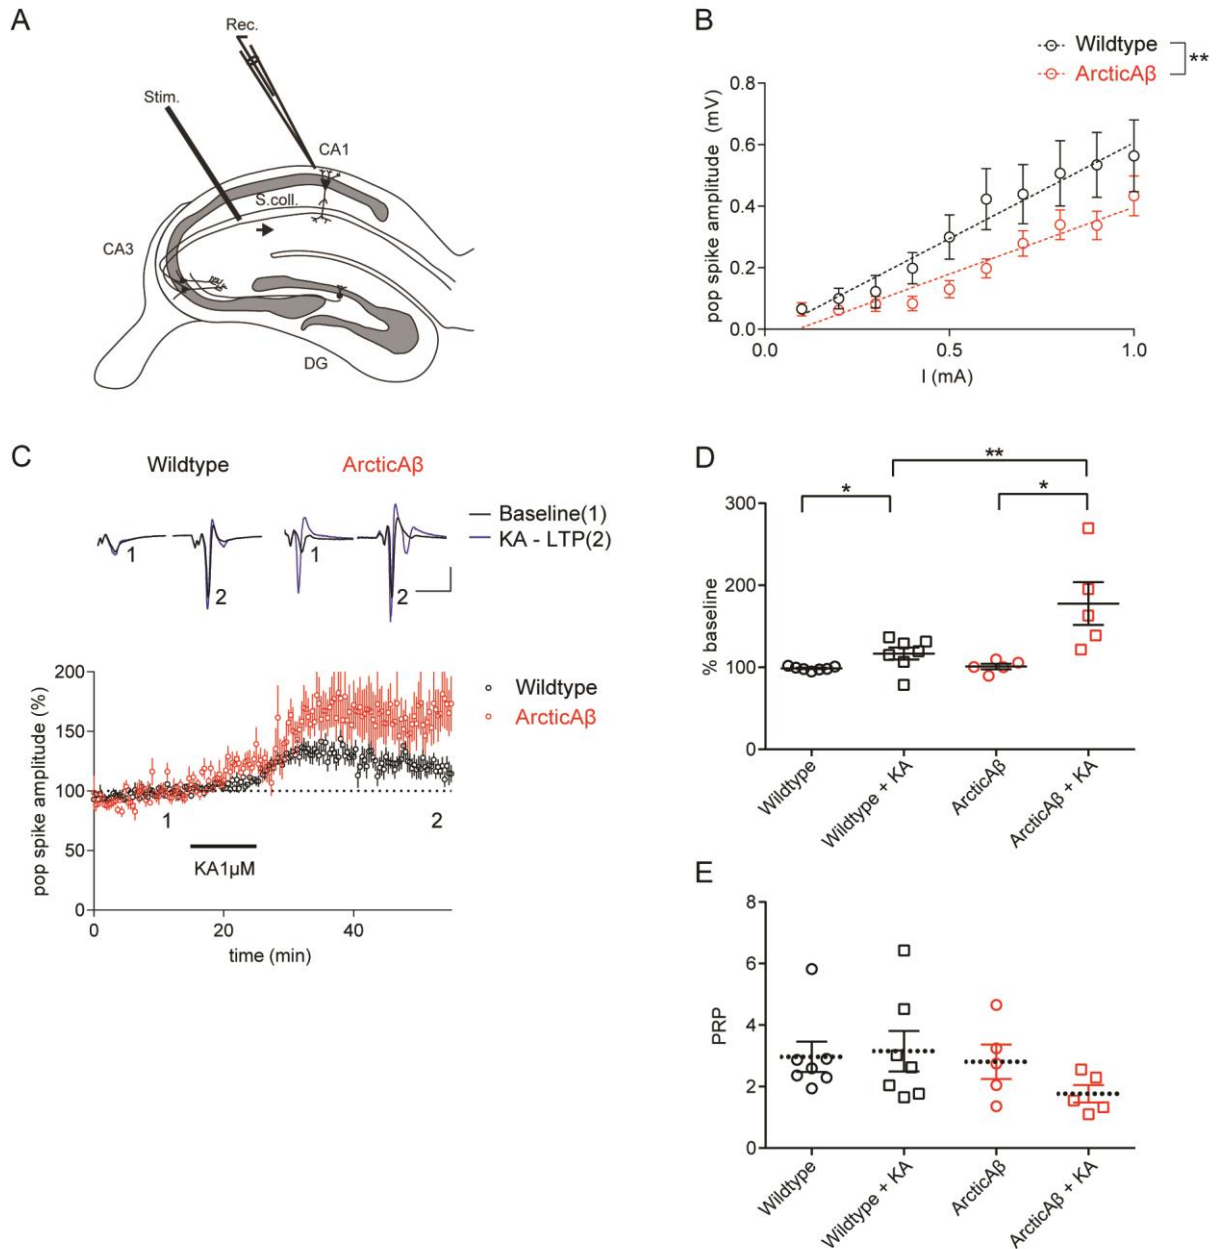 A
Rec.
Stim.
CA1
S.coll.
CA3
DG
B
Wildtype
ArcticAβ
**
pop spike amplitude (mV)
0.8
0.6
0.4
0.2
0.0
0.0 0.5 1.0
I (mA)
C
Wildtype ArcticAβ
Baseline(1)
KA - LTP(2)
1 2 1 2
pop spike amplitude (%)
200
150
100
50
0
Wildtype
ArcticAβ
1 2
KA1μM
0 20 40
time (min)
D
**
* *
% baseline
300
200
100
0
Wildtype
Wildtype + KA
ArcticAβ
ArcticAβ + KA
E
PRP
8
6
4
2
0
Wildtype
Wildtype + KA
ArcticAβ
ArcticAβ + KA